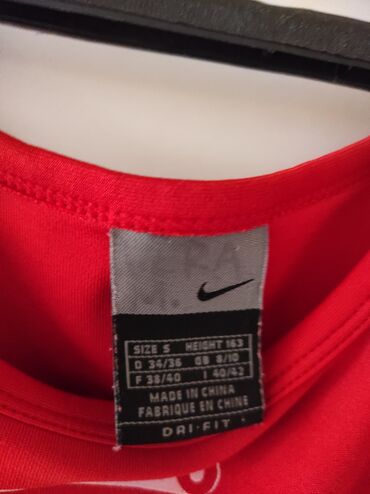 SIZE S HEIGHT 163
D 34/36 GB 8/10
F 38/40 I 40/42
MADE IN CHINA
FABRIQUE EN CHINE
DRI-FIT